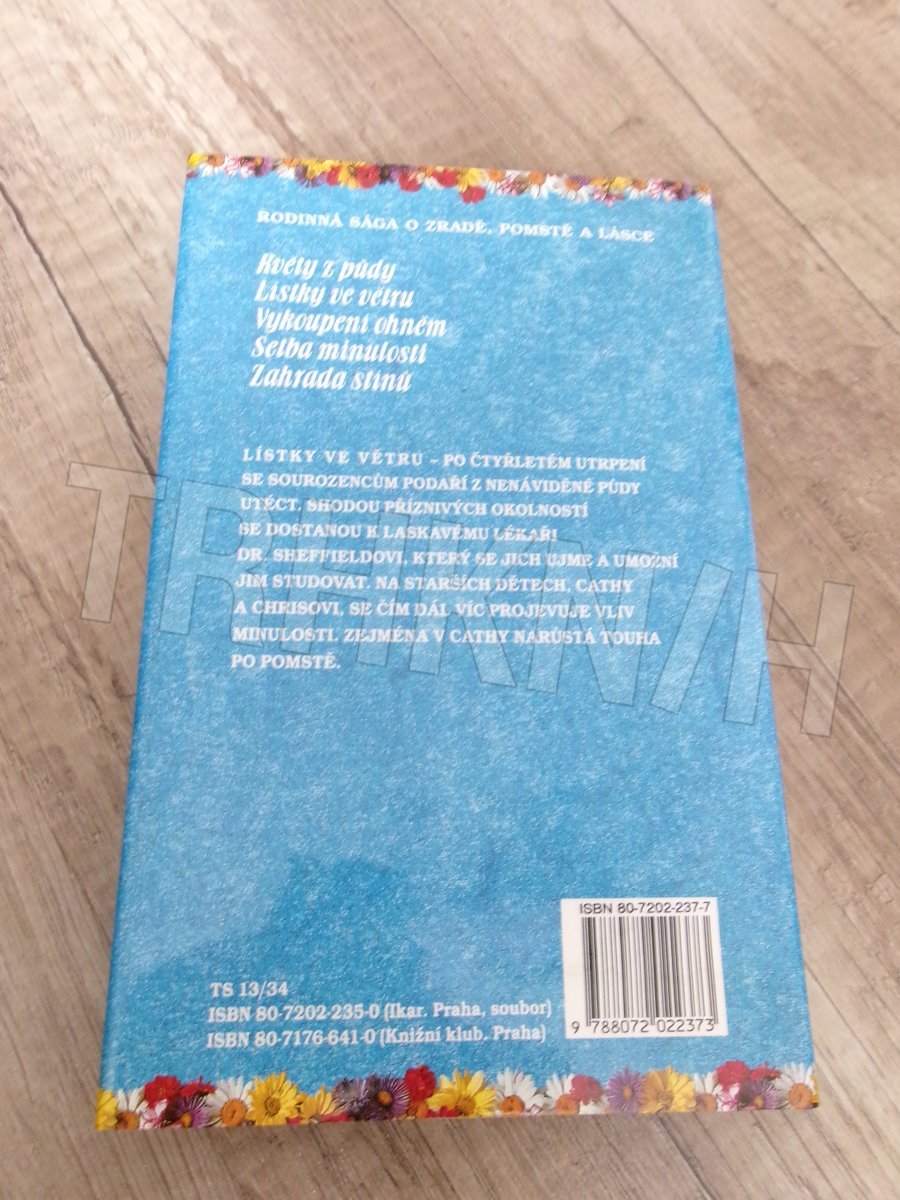 RODINNÁ SÁGA O ZRADĚ, POMSTĚ A LÁSCE
Květy z půdy
Lístky ve větru
Vykoupení ohněm
Setba minulosti
Zahrada stínů
LÍSTKY VE VĚTRU – PO ČTYŘLETÉM UTRPENÍ
SE SOUROZENCŮM PODAŘÍ Z NENÁVIDĚNÉ PŮDY
UTÉCT. SHODOU PŘÍZNIVÝCH OKOLNOSTÍ
SE DOSTANOU K LASKAVÉMU LÉKAŘI
DR. SHEFFIELDOVI, KTERÝ SE JICH UJME A UMOŽNÍ
JIM STUDOVAT. NA STARŠÍCH DĚTECH, CATHY
A CHRISOVI, SE ČÍM DÁL VÍC PROJEVUJE VLIV
MINULOSTI. ZEJMÉNA V CATHY NARŮSTÁ TOUHA
PO POMSTĚ.
TRHKNIH
ISBN 80-7202-237-7
9 788072 022373
TS 13/34
ISBN 80-7202-235-0 (Ikar. Praha, soubor)
ISBN 80-7176-641-0 (Knižní klub. Praha)